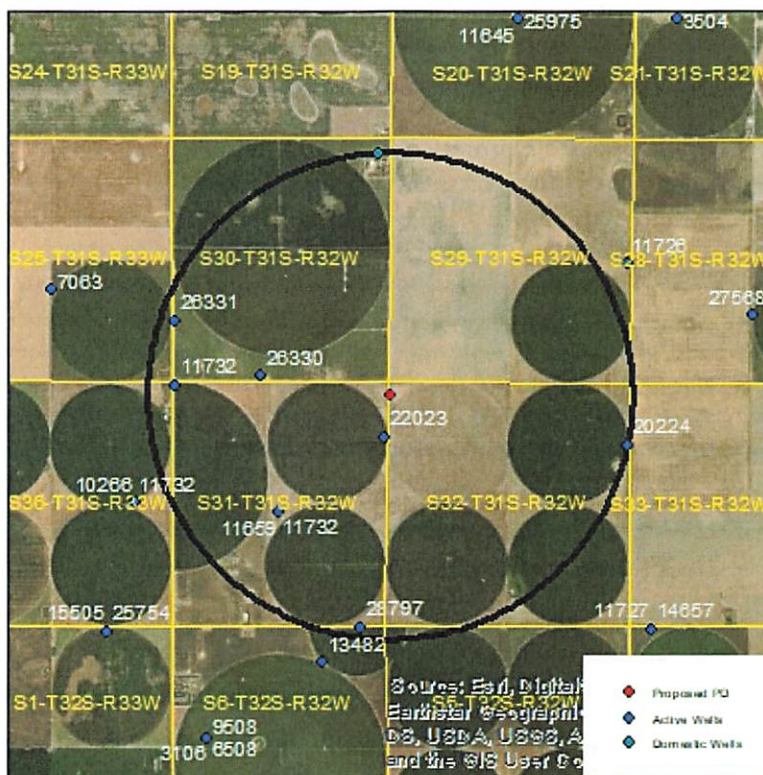 11645 25975
3504
S24-T31S-R33W
S19-T31S-R32W
S20-T31S-R32W
S21-T31S-R32W
S25-T31S-R33W
S30-T31S-R32W
S29-T31S-R32W
11726
S28-T31S-R32W
7063
27568
26331
26330
11732
22023
20224
10266 11732
S36-T31S-R33W
S31-T31S-R32W
S32-T31S-R32W
S33-T31S-R32W
11659 11732
15505 25754
28797
11727 14657
13482
S1-T32S-R33W
S6-T32S-R32W
S5-T32S-R32W
9508
3106 6508
Source: Esri, Digital
Earthstar Geographi
DS, USDA, USGS, A
and the GIS User Co
Proposed PD
Active Wells
Domestic Wells